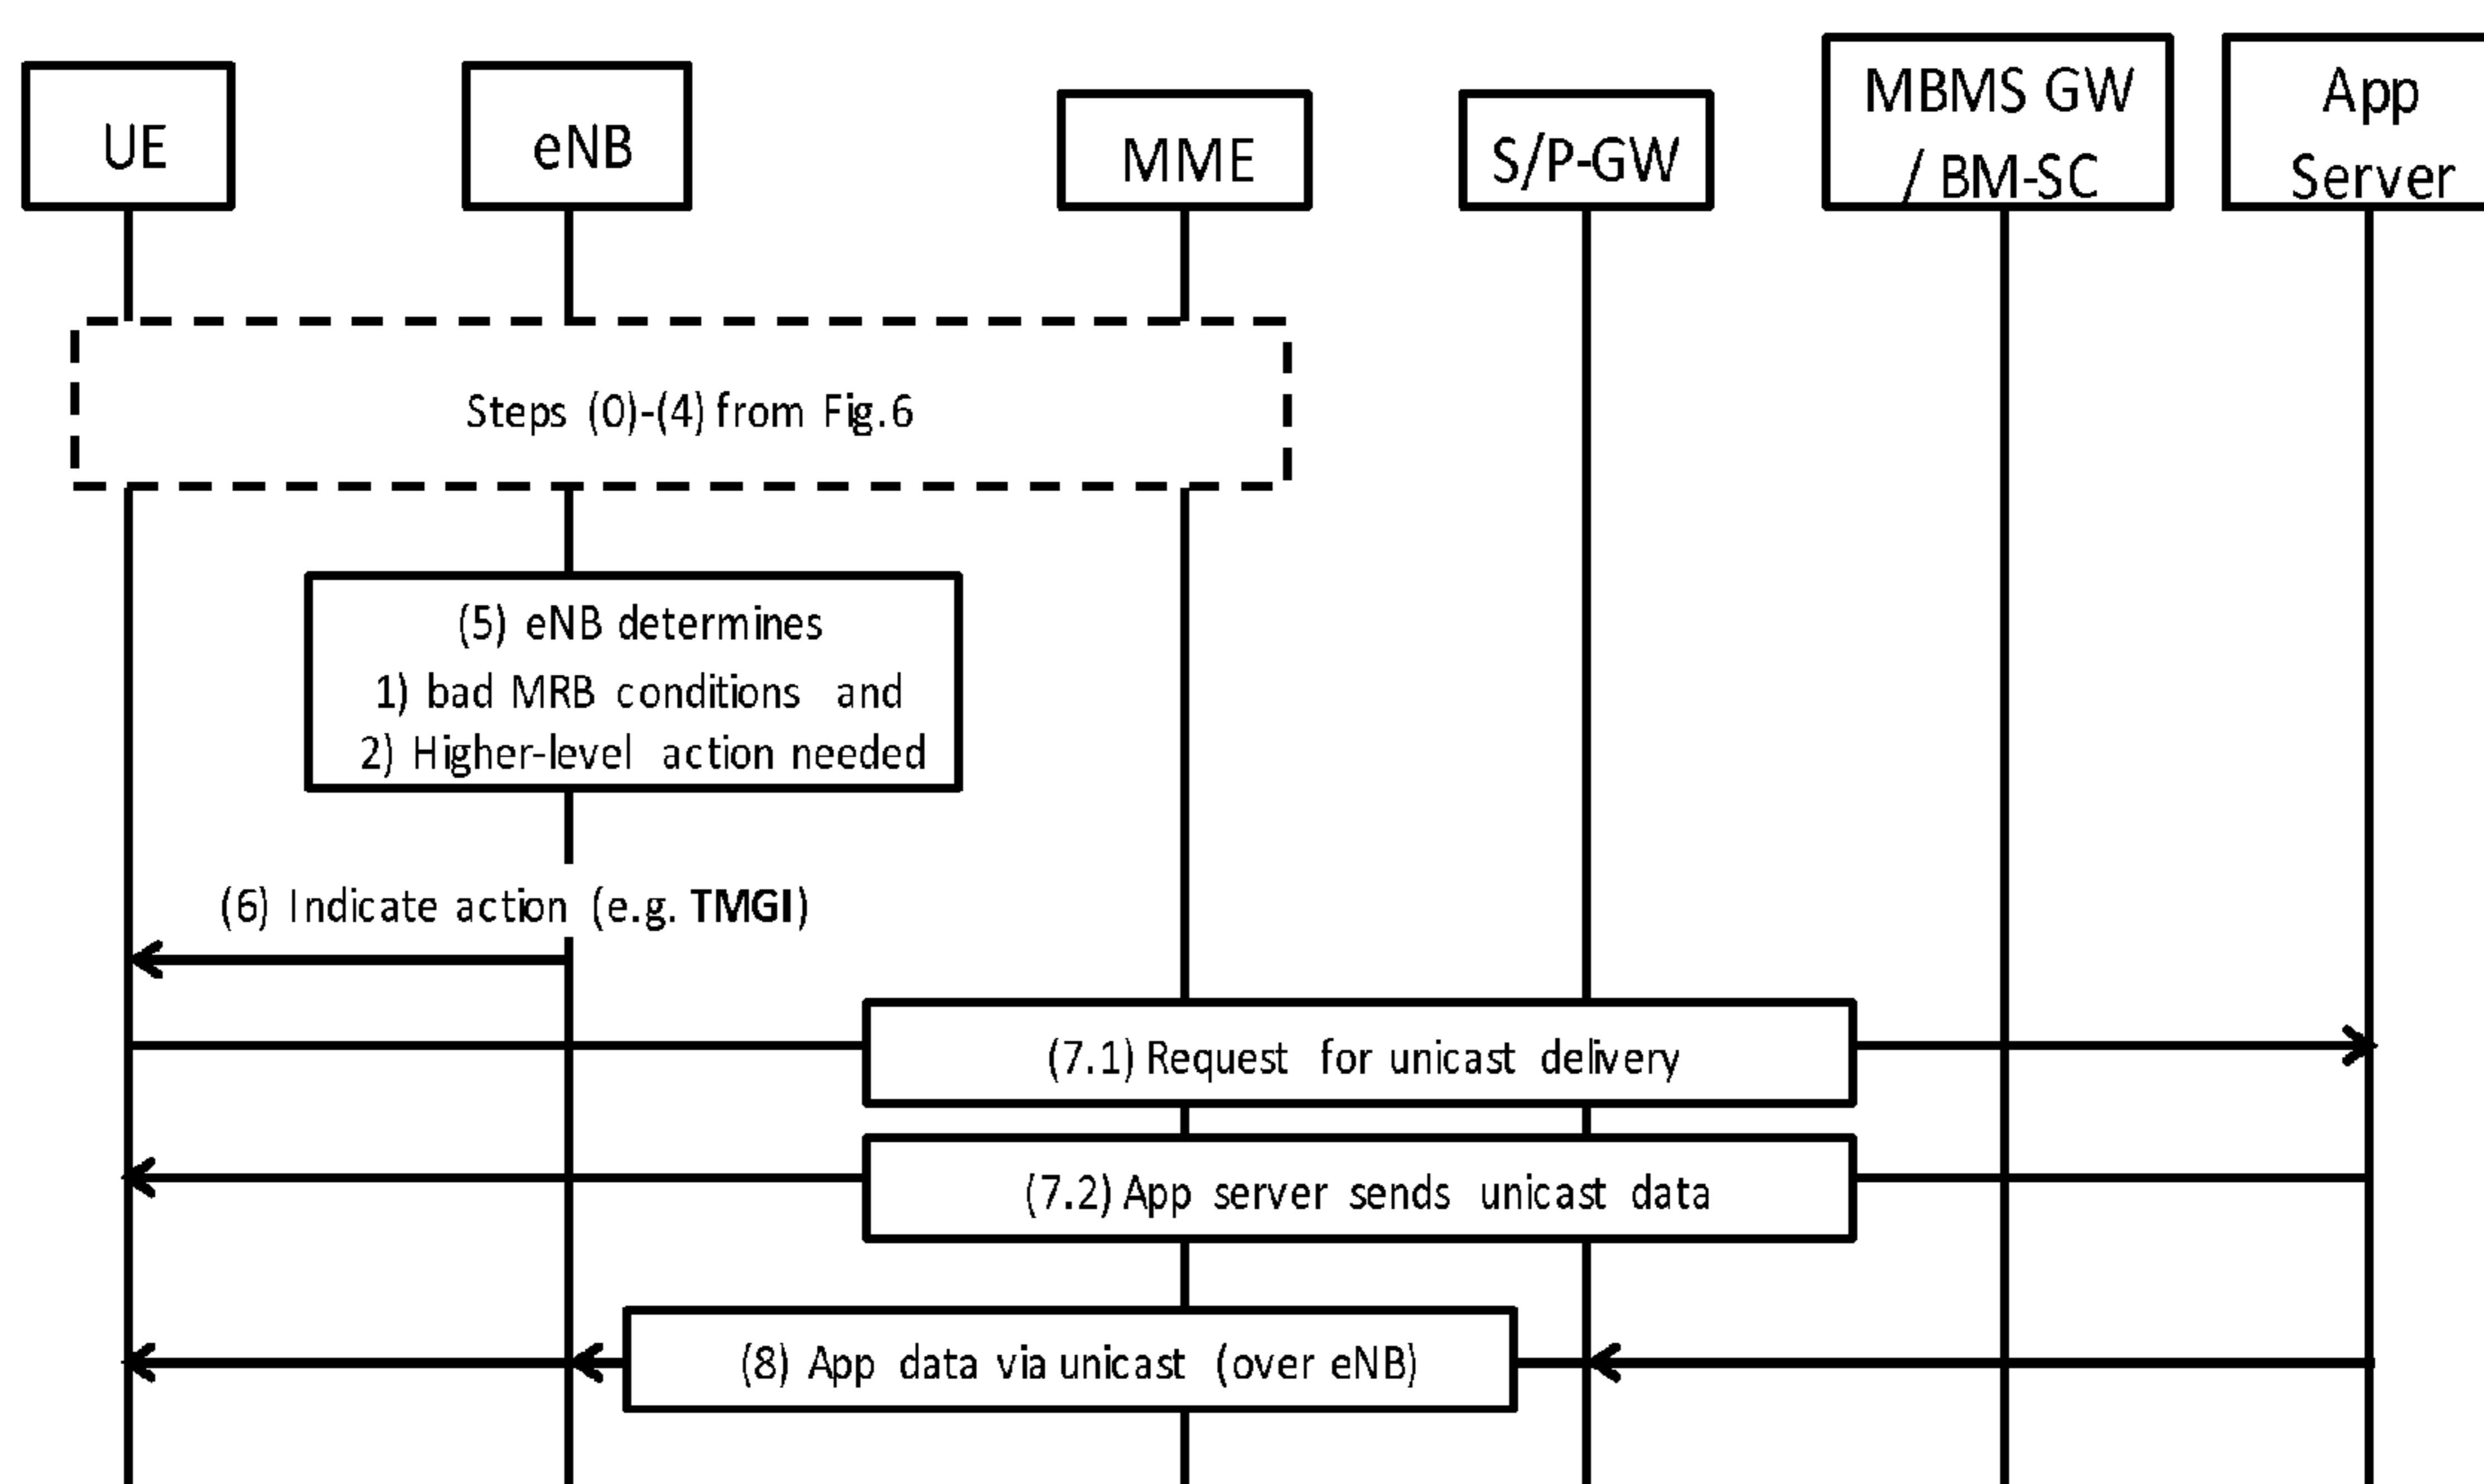 UE
eNB
MME
S/P-GW
MBMS GW
/ BM-SC
App
Server
Steps (0)-(4) from Fig.6
(5) eNB determines
1) bad MRB conditions and
2) Higher-level action needed
(6) Indicate action (e.g. TMGI)
(7.1) Request for unicast delivery
(7.2) App server sends unicast data
(8) App data via unicast (over eNB)